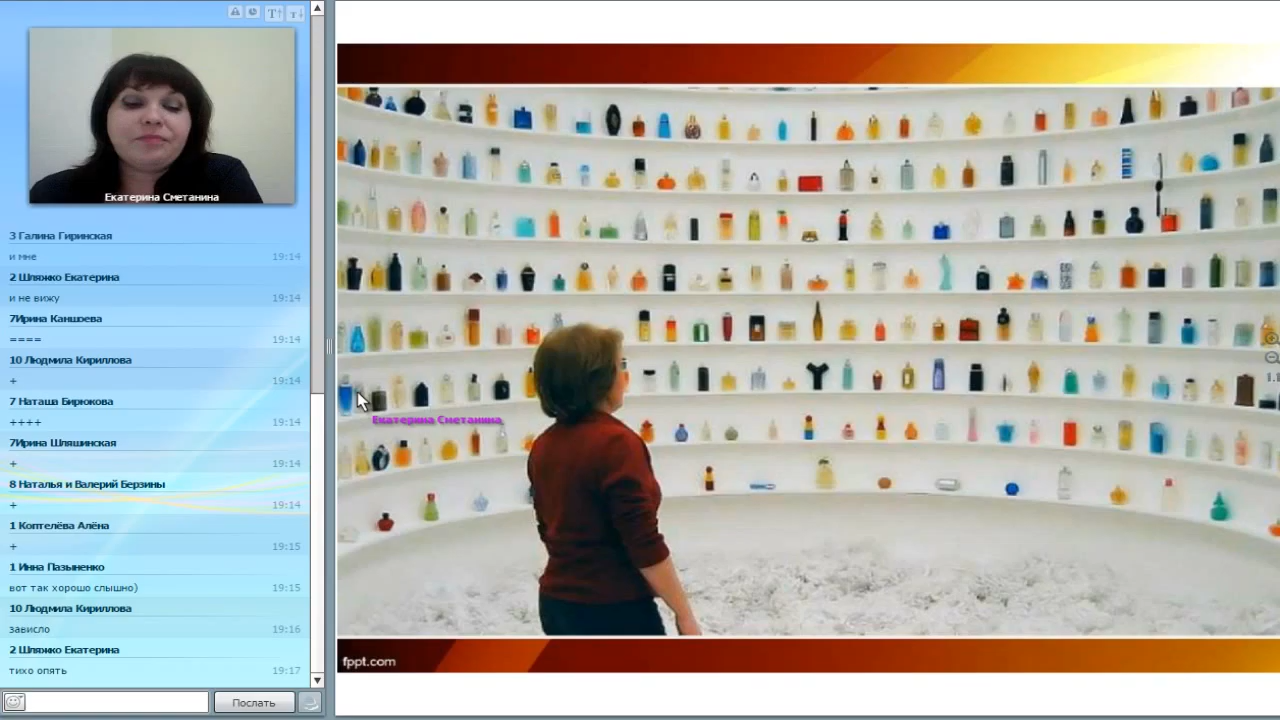 Екатерина Сметанина
3 Галина Гиринская
и мне 19:14
2 Шляжко Екатерина
и не вижу 19:14
7Ирина Каншоева
==== 19:14
10 Людмила Кириллова
+ 19:14
7 Наташа Бирюкова
++++ 19:14
7Ирина Шляшинская
+ 19:14
8 Наталья и Валерий Берзины
+ 19:14
1 Коптелёва Алёна
+ 19:15
1 Инна Пазыненко
вот так хорошо слышно) 19:15
10 Людмила Кириллова
зависло 19:16
2 Шляжко Екатерина
тихо опять 19:17
Послать
Екатерина Сметанина
fppt.com